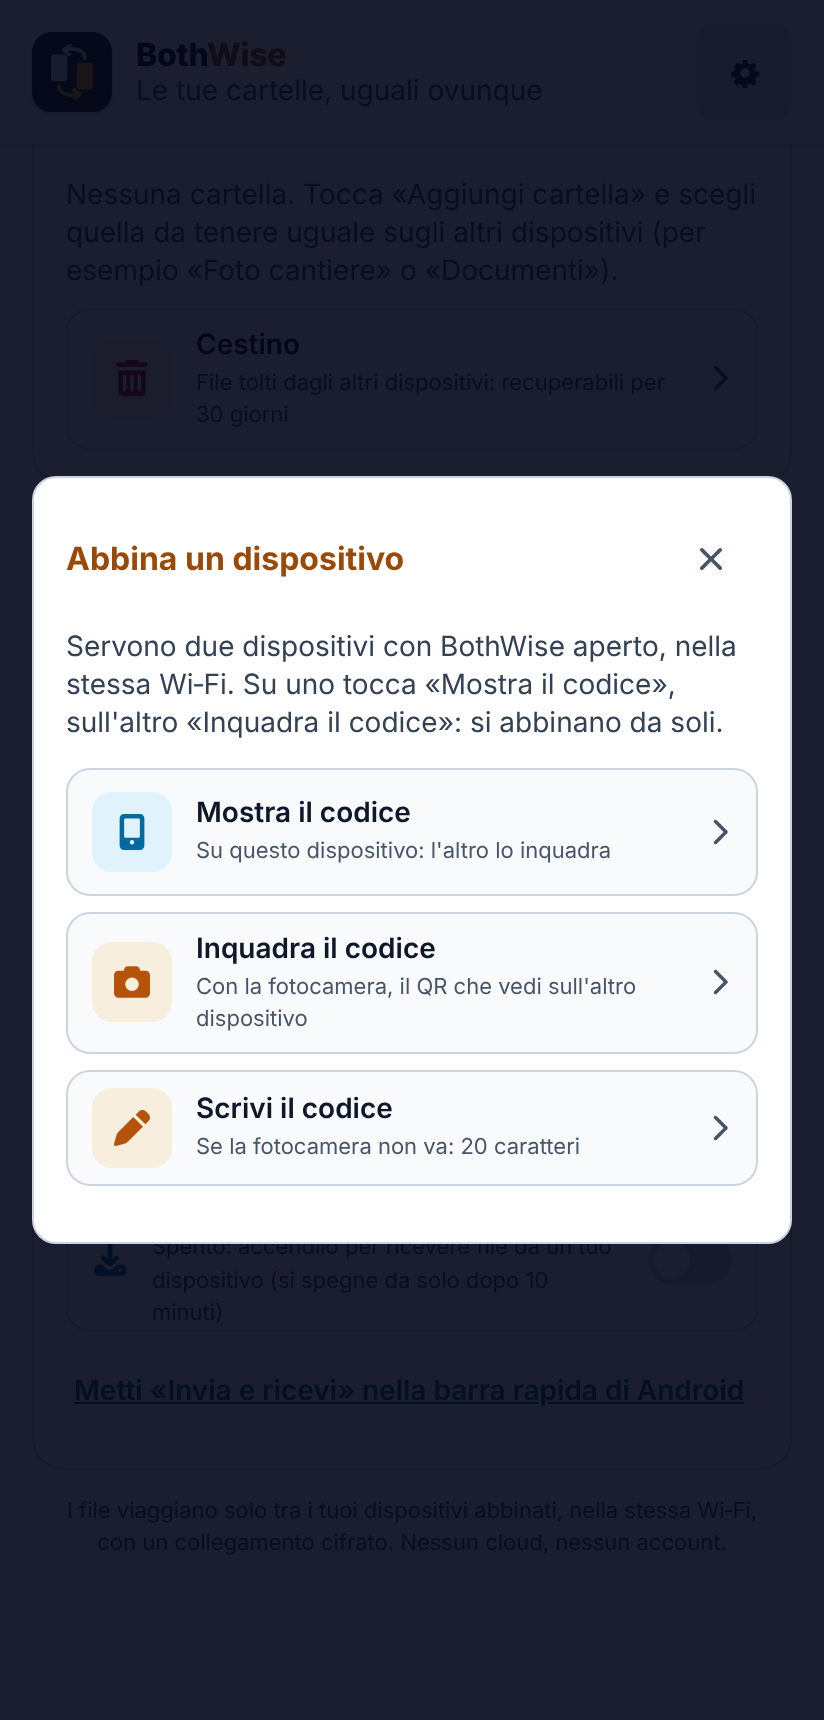 BothWise
Le tue cartelle, uguali ovunque
Nessuna cartella. Tocca «Aggiungi cartella» e scegli
quella da tenere uguale sugli altri dispositivi (per
esempio «Foto cantiere» o «Documenti»).
Cestino
File tolti dagli altri dispositivi: recuperabili per
30 giorni
Abbina un dispositivo
Servono due dispositivi con BothWise aperto, nella
stessa Wi-Fi. Su uno tocca «Mostra il codice»,
sull'altro «Inquadra il codice»: si abbinano da soli.
Mostra il codice
Su questo dispositivo: l'altro lo inquadra
Inquadra il codice
Con la fotocamera, il QR che vedi sull'altro
dispositivo
Scrivi il codice
Se la fotocamera non va: 20 caratteri
Spento: accendilo per ricevere file da un tuo
dispositivo (si spegne da solo dopo 10
minuti)
Metti «Invia e ricevi» nella barra rapida di Android
I file viaggiano solo tra i tuoi dispositivi abbinati, nella stessa Wi-Fi,
con un collegamento cifrato. Nessun cloud, nessun account.